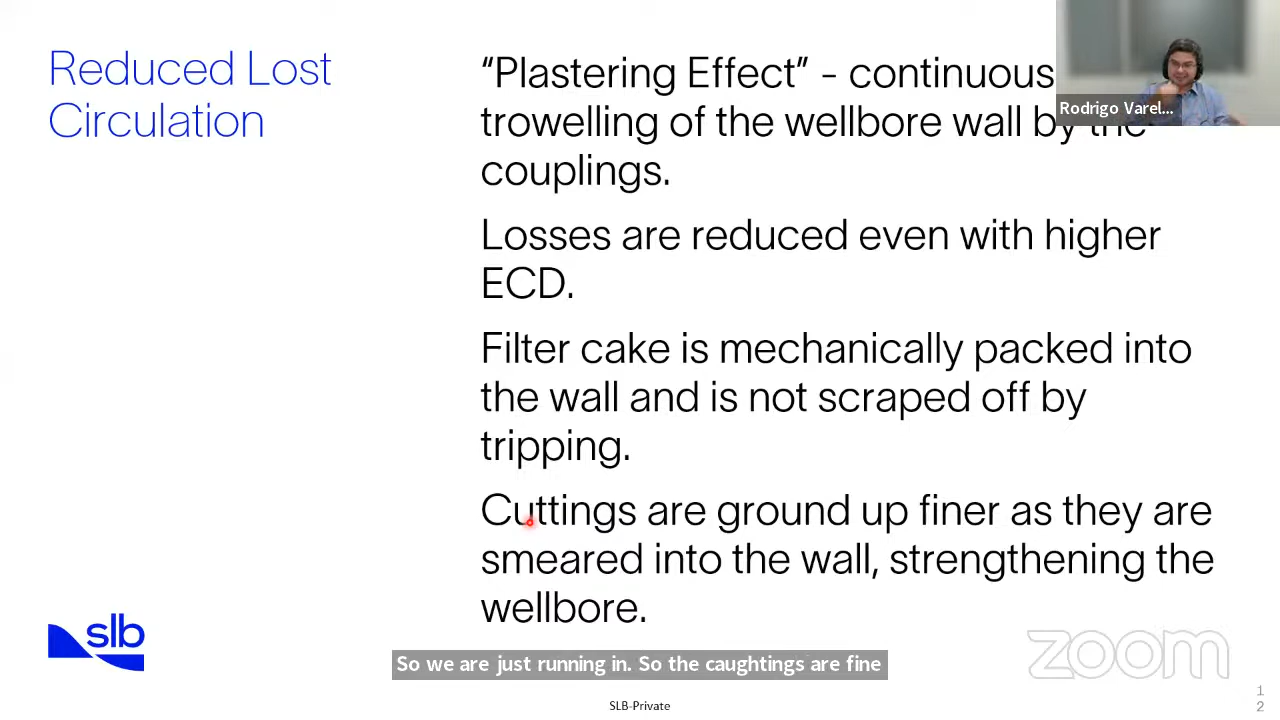 Reduced Lost
Circulation
“Plastering Effect” - continuous
trowelling of the wellbore wall by the
couplings.
Rodrigo Varel...
Losses are reduced even with higher
ECD.
Filter cake is mechanically packed into
the wall and is not scraped off by
tripping.
Cuttings are ground up finer as they are
smeared into the wall, strengthening the
wellbore.
slb
zoom
So we are just running in. So the caughtings are fine
SLB-Private
1
2